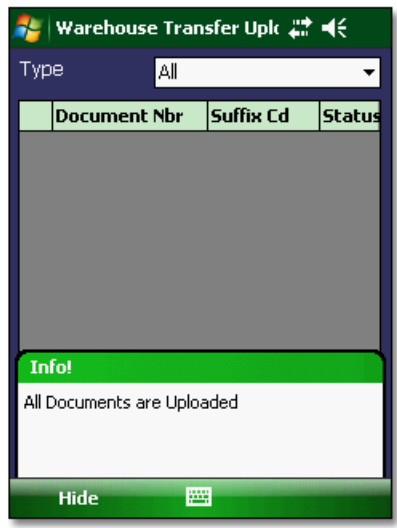 Warehouse Transfer Uplo
Type
All
Document Nbr Suffix Cd Status
Info!
All Documents are Uploaded
Hide